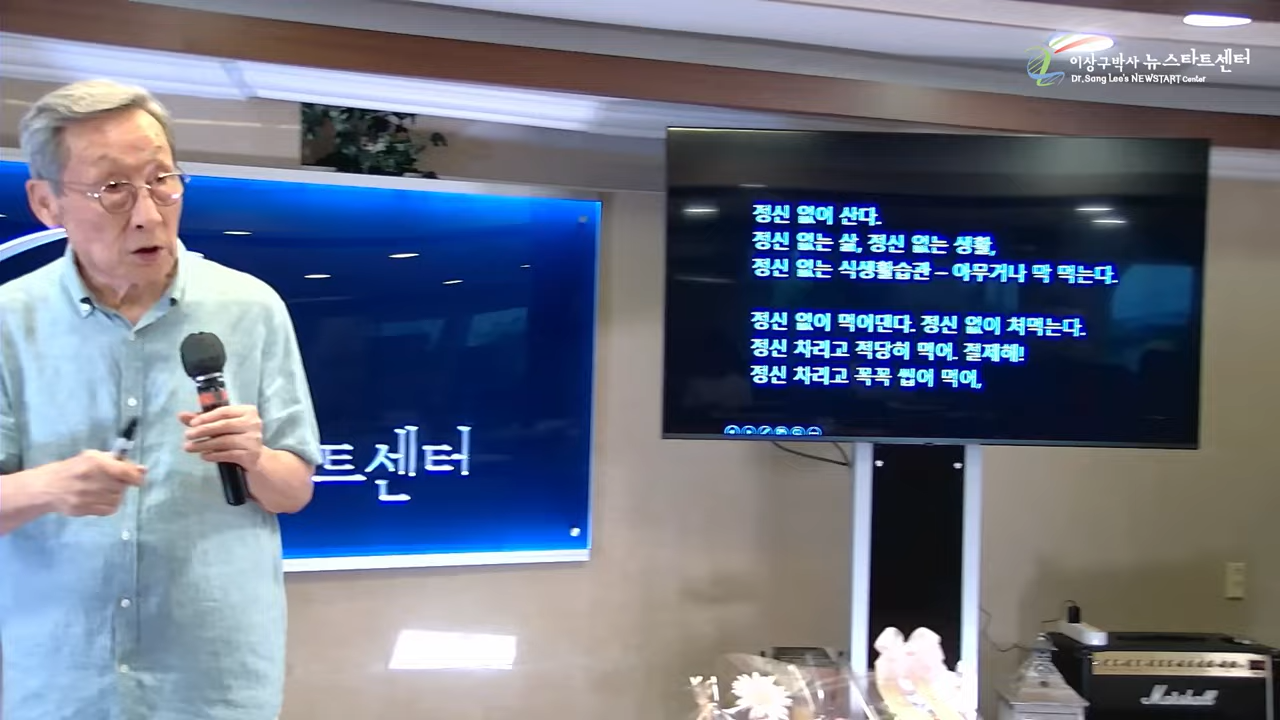 이상구박사 뉴스타트센터
Dr. Sang Lee's NEWSTART Center
정신 없이 산다.
정신 없는 삶, 정신 없는 생활,
정신 없는 식생활습관 – 아무거나 막 먹는다.
정신 없이 먹어댄다. 정신 없이 쳐먹는다.
정신 차리고 적당히 먹어. 절제해!
정신 차리고 꼭꼭 씹어 먹어,
트센터
Marshall